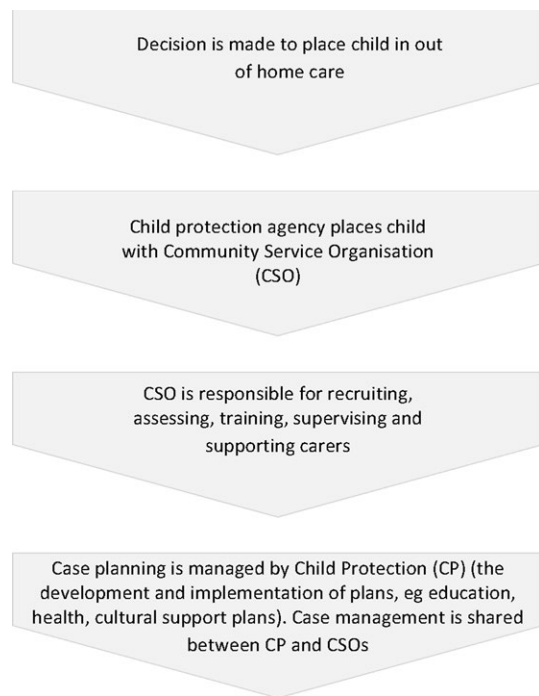 Decision is made to place child in out
of home care
Child protection agency places child
with Community Service Organisation
(CSO)
CSO is responsible for recruiting,
assessing, training, supervising and
supporting carers
Case planning is managed by Child Protection (CP) (the
development and implementation of plans, eg education,
health, cultural support plans). Case management is shared
between CP and CSOs